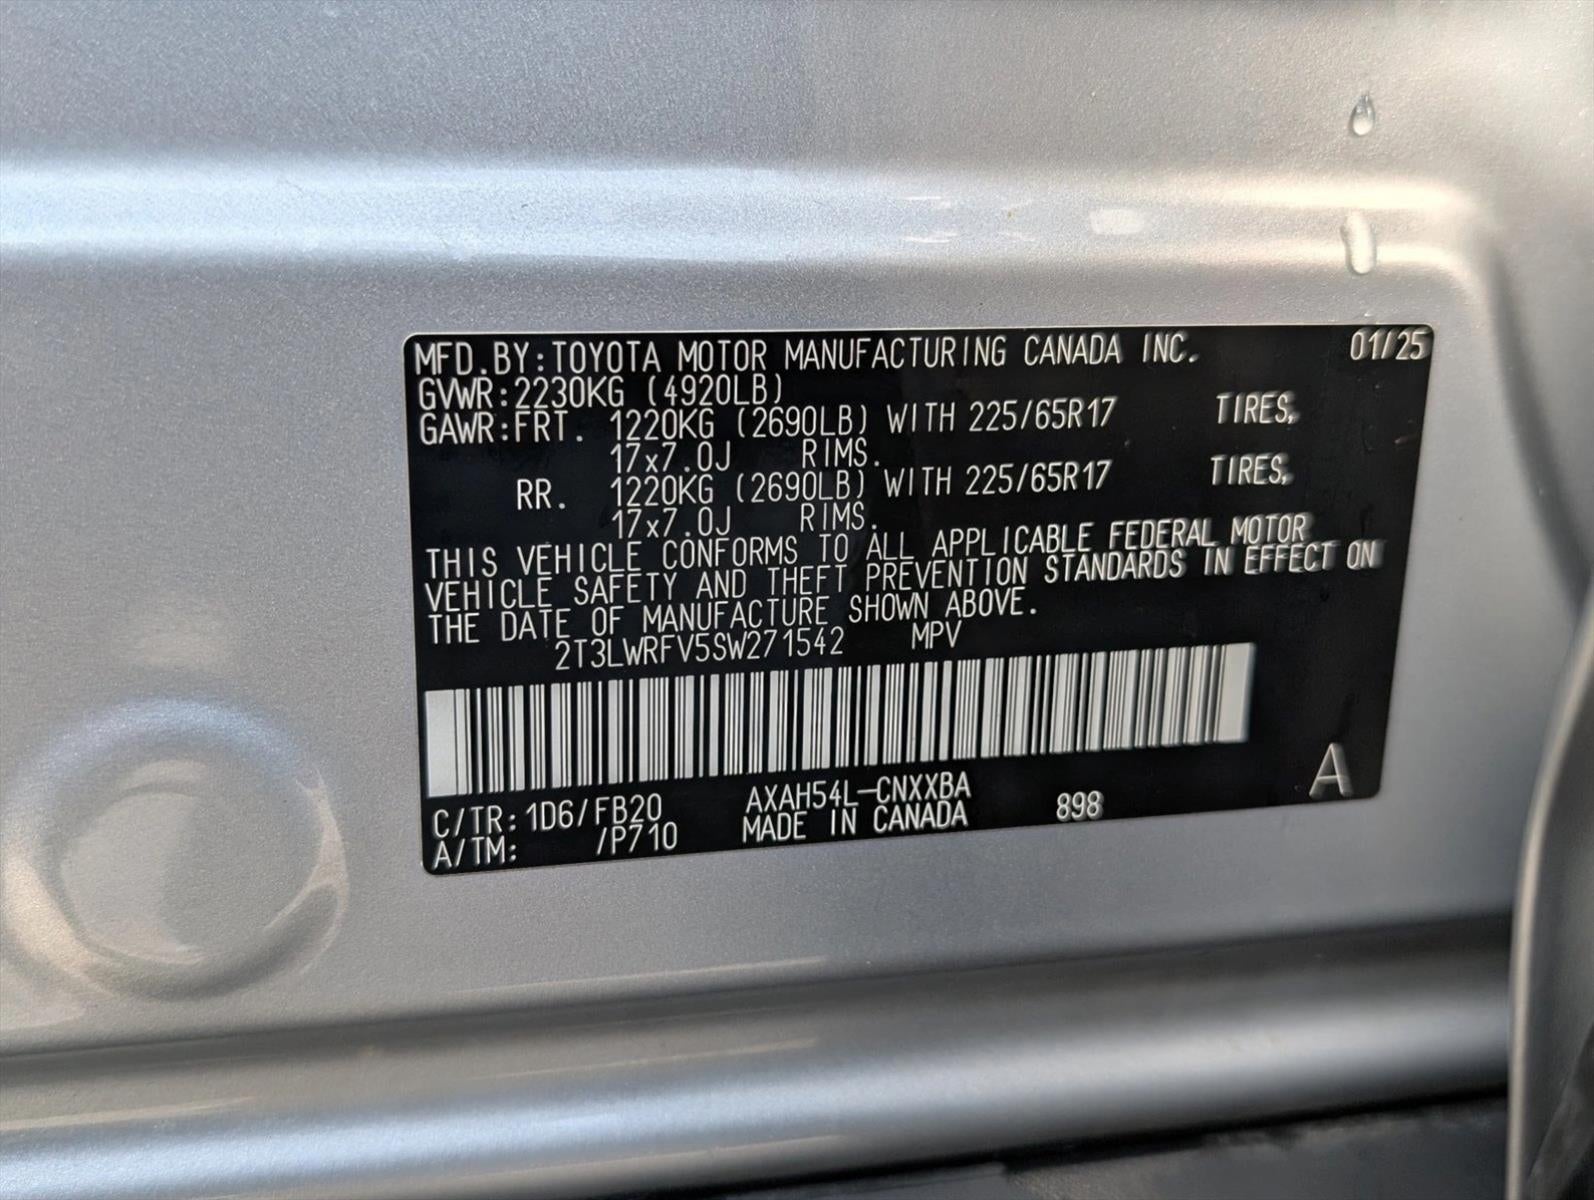 MFD.BY:TOYOTA MOTOR MANUFACTURING CANADA INC. 01/25
GVWR:2230KG (4920LB)
GAWR:FRT. 1220KG (2690LB) WITH 225/65R17 TIRES,
17x7.0J RIMS.
RR. 1220KG (2690LB) WITH 225/65R17 TIRES,
17x7.0J RIMS.
THIS VEHICLE CONFORMS TO ALL APPLICABLE FEDERAL MOTOR
VEHICLE SAFETY AND THEFT PREVENTION STANDARDS IN EFFECT ON
THE DATE OF MANUFACTURE SHOWN ABOVE.
2T3LWRFV5SW271542 MPV
C/TR:1D6/FB20 AXAH54L-CNXXBA 898 A
A/TM: /P710 MADE IN CANADA